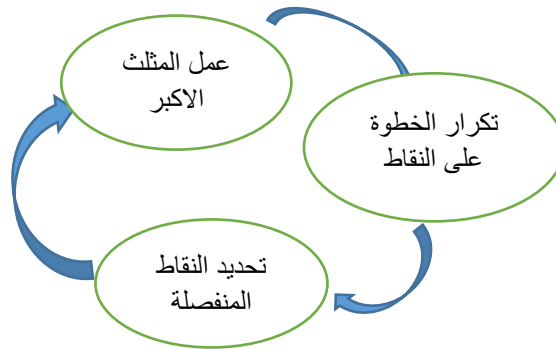 عمل المثلث
الاكبر
تكرار الخطوة
على النقاط
تحديد النقاط
المنفصلة